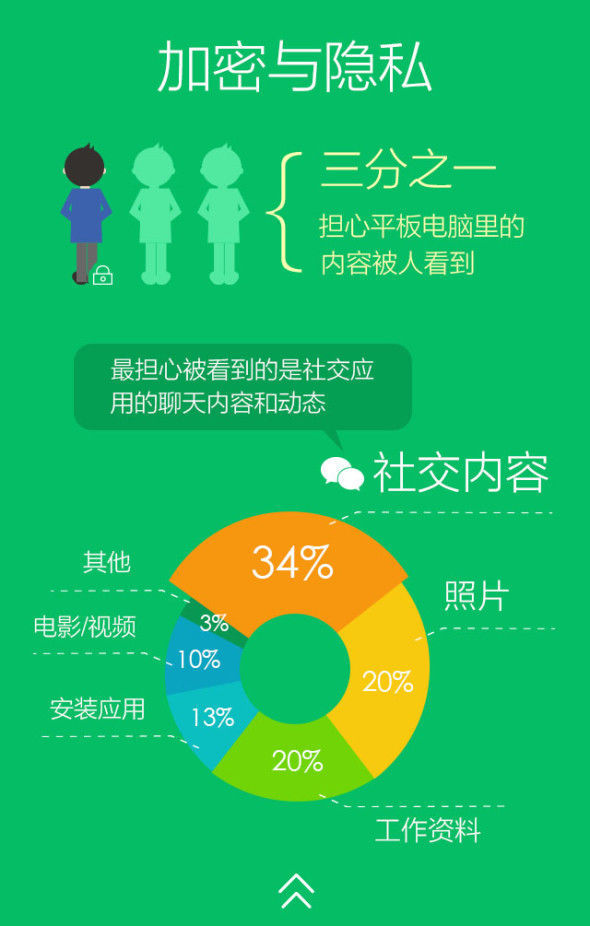 加密与隐私
三分之一
担心平板电脑里的
内容被人看到
最担心被看到的是社交应
用的聊天内容和动态
社交内容
34%
其他
3%
照片
电影/视频
10%
20%
安装应用
13%
20%
工作资料